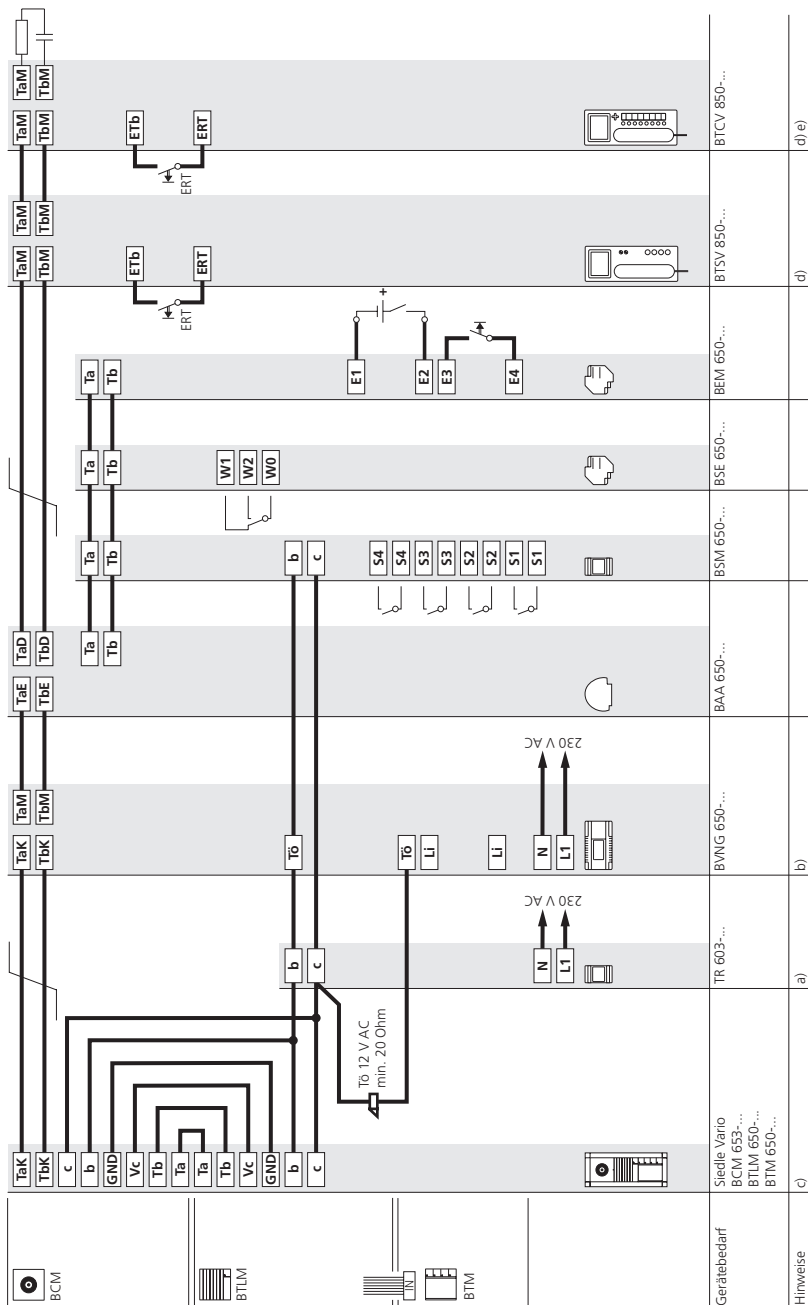 BCM
BTLM
IN
BTM
Gerätebedarf
Hinweise
TaK
TbK
c
b
GND
Vc
Tb
Ta
Ta
Tb
Vc
GND
b
c
Siedle Vario
BCM 653-...
BTLM 650-...
BTM 650-...
c)
Tö 12 V AC
min. 20 Ohm
b
c
N
L1
230 V AC
TR 603-...
a)
TaK TaM
TbK TbM
Tö
Tö
Li
Li
N
L1
230 V AC
BVNG 650-...
b)
TaE TaD
TbE TbD
Ta
Tb
BAA 650-...
Ta
Tb
b
c
S4
S4
S3
S3
S2
S2
S1
S1
BSM 650-...
Ta
Tb
W1
W2
W0
BSE 650-...
Ta
Tb
E1
+
E2
E3
E4
BEM 650-...
TaM TaM
TbM TbM
ETb
ERT
ERT
BTSV 850-...
d)
TaM TaM
TbM TbM
ETb
ERT
ERT
BTCV 850-...
d) e)